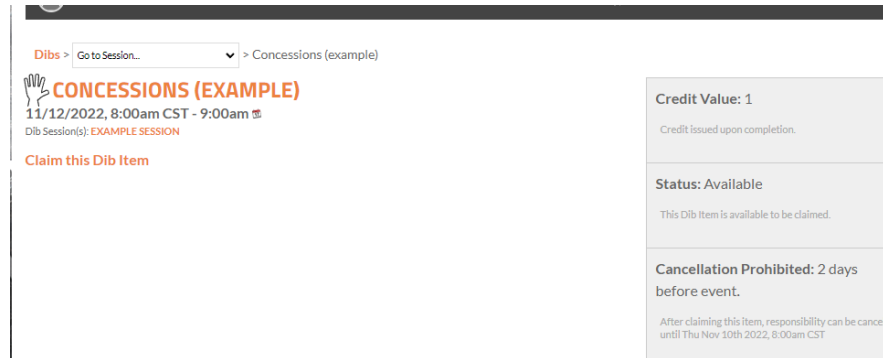 Dibs > Go to Session... > Concessions (example)
CONCESSIONS (EXAMPLE)
11/12/2022, 8:00am CST - 9:00am
Dib Session(s): EXAMPLE SESSION
Claim this Dib Item
Credit Value: 1
Credit issued upon completion.
Status: Available
This Dib Item is available to be claimed.
Cancellation Prohibited: 2 days
before event.
After claiming this item, responsibility can be
until Thu Nov 10th 2022, 8:00am CST